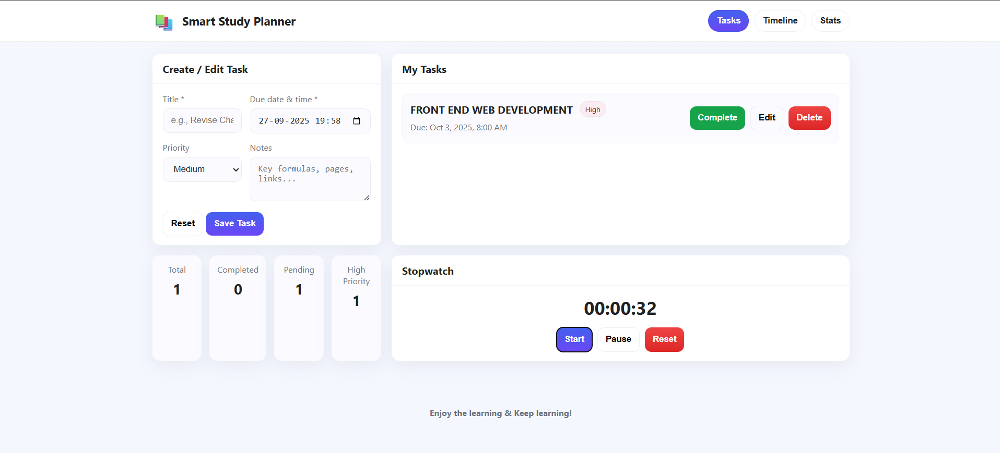 Smart Study Planner
Tasks
Timeline
Stats
Create / Edit Task
Title *
Due date & time *
e.g., Revise Cha
27-09-2025 19:58
Priority
Notes
Medium
Key formulas, pages,
links...
Reset
Save Task
My Tasks
FRONT END WEB DEVELOPMENT
High
Due: Oct 3, 2025, 8:00 AM
Complete
Edit
Delete
Total
1
Completed
0
Pending
1
High
Priority
1
Stopwatch
00:00:32
Start
Pause
Reset
Enjoy the learning & Keep learning!